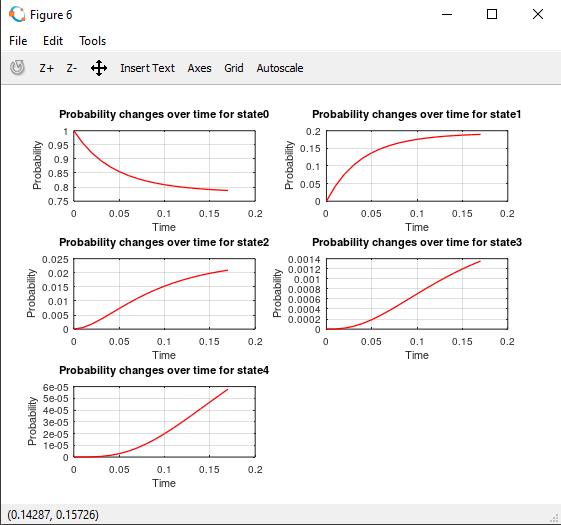 Figure 6
File Edit Tools
Z+ Z- Insert Text Axes Grid Autoscale
Probability changes over time for state0
Probability
1
0.95
0.9
0.85
0.8
0.75
0 0.05 0.1 0.15 0.2
Time
Probability changes over time for state1
Probability
0.2
0.15
0.1
0.05
0
0 0.05 0.1 0.15 0.2
Time
Probability changes over time for state2
Probability
0.025
0.02
0.015
0.01
0.005
0
0 0.05 0.1 0.15 0.2
Time
Probability changes over time for state3
Probability
0.0014
0.0012
0.001
0.0008
0.0006
0.0004
0.0002
0
0 0.05 0.1 0.15 0.2
Time
Probability changes over time for state4
Probability
6e-05
5e-05
4e-05
3e-05
2e-05
1e-05
0
0 0.05 0.1 0.15 0.2
Time
(0.14287, 0.15726)